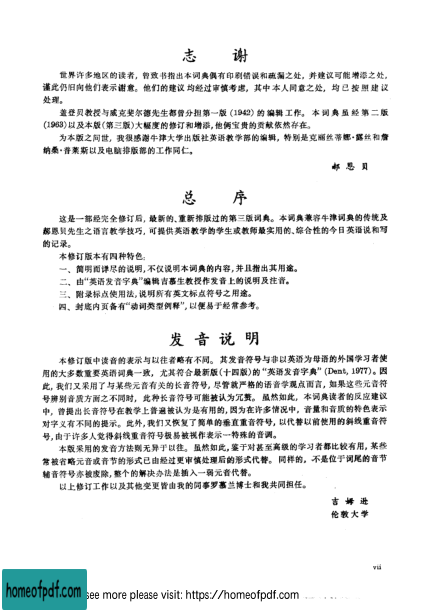 志 谢
世界许多地区的读者，曾致书指出本词典偶有印刷错误和疏漏之处，并建议可能增添之处，
谨此仍旧向他们表示谢意。他们的建议均经过审慎考虑，其中本人同意之处，均已按照建议
处理。
盖登贝教授与威克斐尔德先生都曾分担第一版 (1942) 的编辑工作。本词典虽经第二版
(1963)以及本版(第三版)大幅度的修订和增添，他俩宝贵的贡献依然存在。
为本版之问世，我很感谢牛津大学出版社英语教学部的编辑，特别是克丽丝蒂娜·露丝和詹
纳桑·普莱斯以及电脑排版部的工作同仁。
郝恩贝
总 序
这是一部经完全修订后，最新的、重新排版过的第三版词典。本词典兼容牛津词典的传统及
郝恩贝先生之语言教学技巧，可提供英语教学的学生或教师最实用的、综合性的今日英语说和写
的记录。
本修订版本有四种特色：
一、简明而详尽的说明，不仅说明本词典的内容，并且指出其用途。
二、由“英语发音字典”编辑吉慕生教授作发音上的说明及注音。
三、附录标点使用法，说明所有英文标点符号之用途。
四、封底内页备有“动词类型例释”，以便易于经常参考。
发 音 说 明
本修订版中读音的表示与以往者略有不同。其发音符号与非以英语为母语的外国学习者使
用的大多数重要英语词典一致，尤其符合最新版(十四版)的“英语发音字典”(Dent, 1977)。因
此，我们又采用了与某些元音有关的长音符号，尽管就严格的语音学观点而言，如果这些元音符
号辨别音质方面之不同时，此种长音符号可能被认为冗赘。虽然如此，本词典读者的反应建议
中，曾提出长音符号在教学上普遍被认为是有用的，因为在许多情况中，音量和音质的特色表示
对字义有不同的提示。此外，我们又恢复了简单的垂直重音符号，以代替以前使用的斜线重音符
号，由于许多人觉得斜线重音符号极易被视作表示一特殊的音调。
本版采用的发音方法则无异于以往。虽然如此，鉴于对甚至高级的学习者都比较有用，某些
常被省略元音或音节的形式已由经过更审慎处理后的形式代替。同样的，不是位于词尾的音节
辅音符号亦被废除，整个的解决办法是插入一弱元音代替。
以上修订工作以及其他变更皆由我的同事罗慕兰博士和我共同担任。
吉姆逊
伦敦大学
vii
homeofpdf.com
see more please visit: https://homeofpdf.com